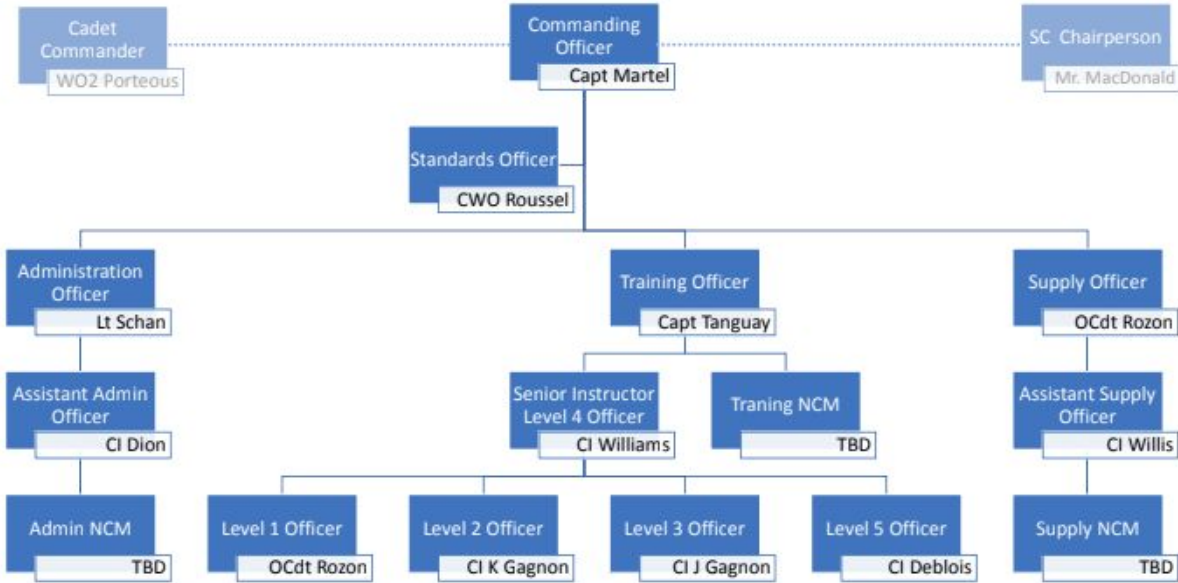 Cadet
Commander
WO2 Porteous
Commanding
Officer
Capt Martel
SC Chairperson
Mr. MacDonald
Standards Officer
CWO Roussel
Administration
Officer
Lt Schan
Training Officer
Capt Tanguay
Supply Officer
OCdt Rozon
Assistant Admin
Officer
CI Dion
Senior Instructor
Level 4 Officer
CI Williams
Traning NCM
TBD
Assistant Supply
Officer
CI Willis
Admin NCM
TBD
Level 1 Officer
OCdt Rozon
Level 2 Officer
CI K Gagnon
Level 3 Officer
CI J Gagnon
Level 5 Officer
CI Deblois
Supply NCM
TBD